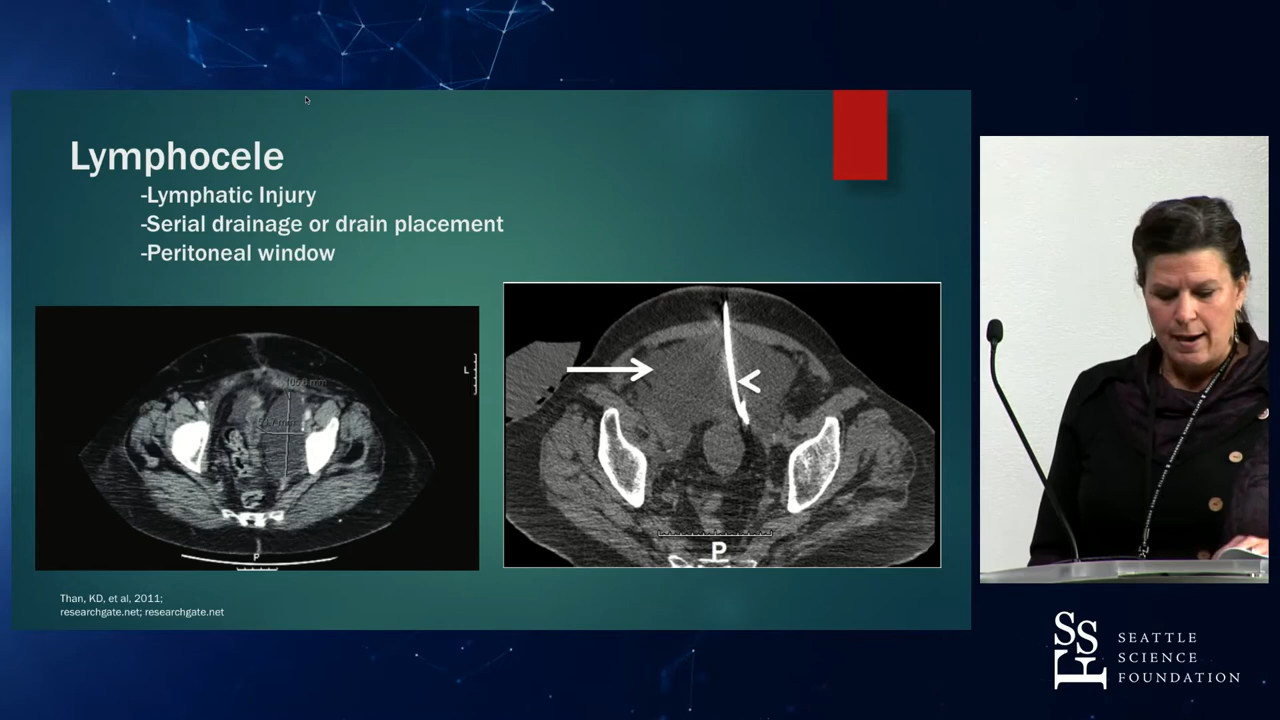 Lymphocele
-Lymphatic Injury
-Serial drainage or drain placement
-Peritoneal window
L
P
P
Than, KD, et al, 2011;
researchgate.net; researchgate.net
SSF
SEATTLE
SCIENCE
FOUNDATION